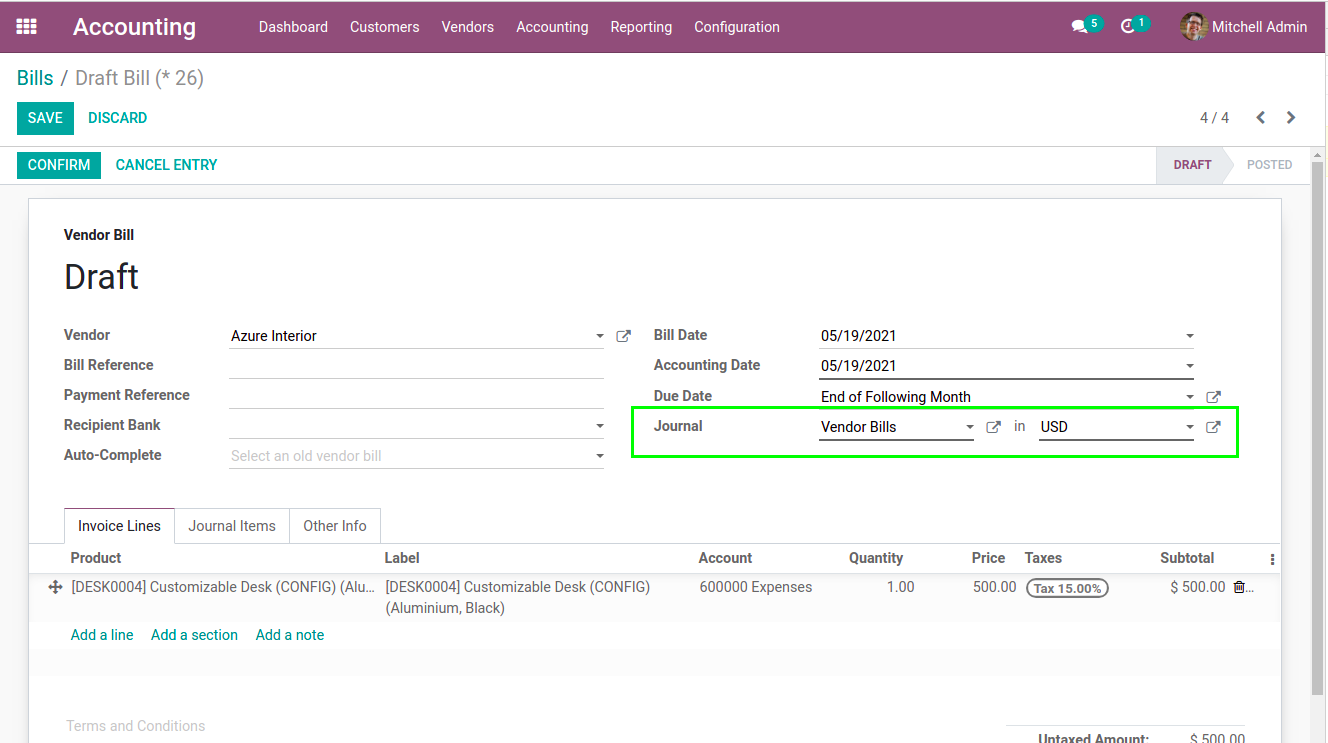 Accounting Dashboard Customers Vendors Accounting Reporting Configuration 5 1 Mitchell Admin
Bills / Draft Bill (* 26)
SAVE DISCARD 4 / 4
CONFIRM CANCEL ENTRY DRAFT POSTED
Vendor Bill
Draft
Vendor Azure Interior Bill Date 05/19/2021
Bill Reference Accounting Date 05/19/2021
Payment Reference Due Date End of Following Month
Recipient Bank Journal Vendor Bills in USD
Auto-Complete Select an old vendor bill
Invoice Lines Journal Items Other Info
Product Label Account Quantity Price Taxes Subtotal
[DESK0004] Customizable Desk (CONFIG) (Alu... [DESK0004] Customizable Desk (CONFIG) 600000 Expenses 1.00 500.00 Tax 15.00% $ 500.00 ...
(Aluminium, Black)
Add a line Add a section Add a note
Terms and Conditions
Untaxed Amount: $ 500.00